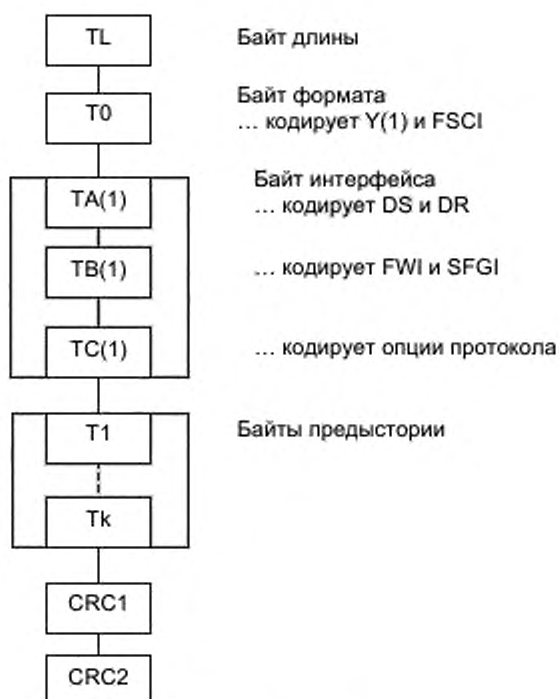 TL Байт длины
T0 Байт формата
... кодирует Y(1) и FSCI
Байт интерфейса
TA(1) ... кодирует DS и DR
TB(1) ... кодирует FWI и SFGI
TC(1) ... кодирует опции протокола
T1 Байты предыстории
Tk
CRC1
CRC2